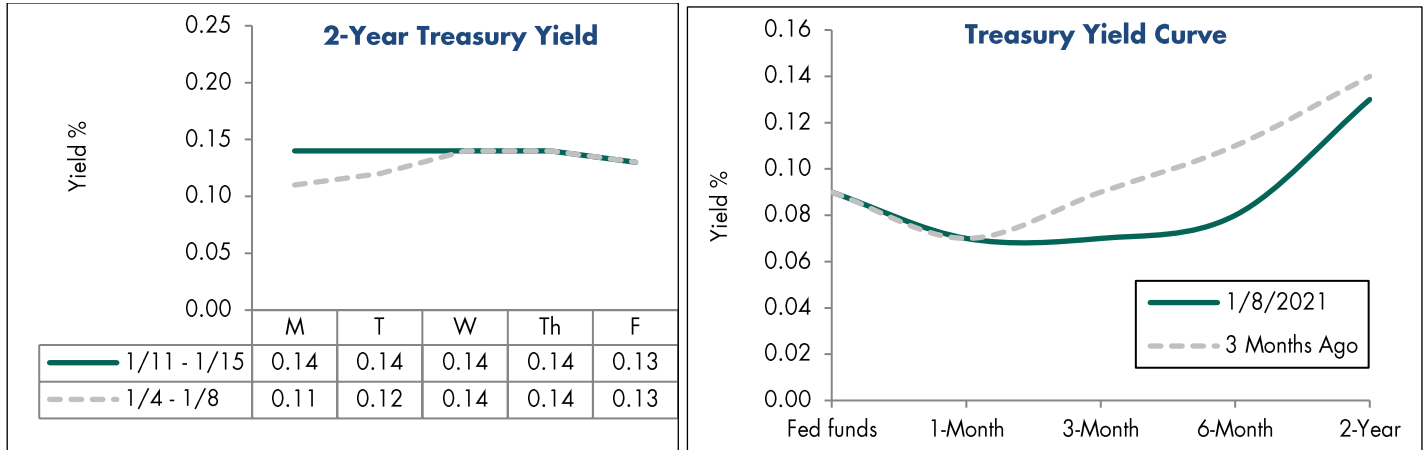 2-Year Treasury Yield
0.25
0.20
0.15
0.10
0.05
0.00
Yield %
M T W Th F
1/11 - 1/15 0.14 0.14 0.14 0.14 0.13
1/4 - 1/8 0.11 0.12 0.14 0.14 0.13
Treasury Yield Curve
0.16
0.14
0.12
0.10
0.08
0.06
0.04
0.02
0.00
Yield %
1/8/2021
3 Months Ago
Fed funds 1-Month 3-Month 6-Month 2-Year